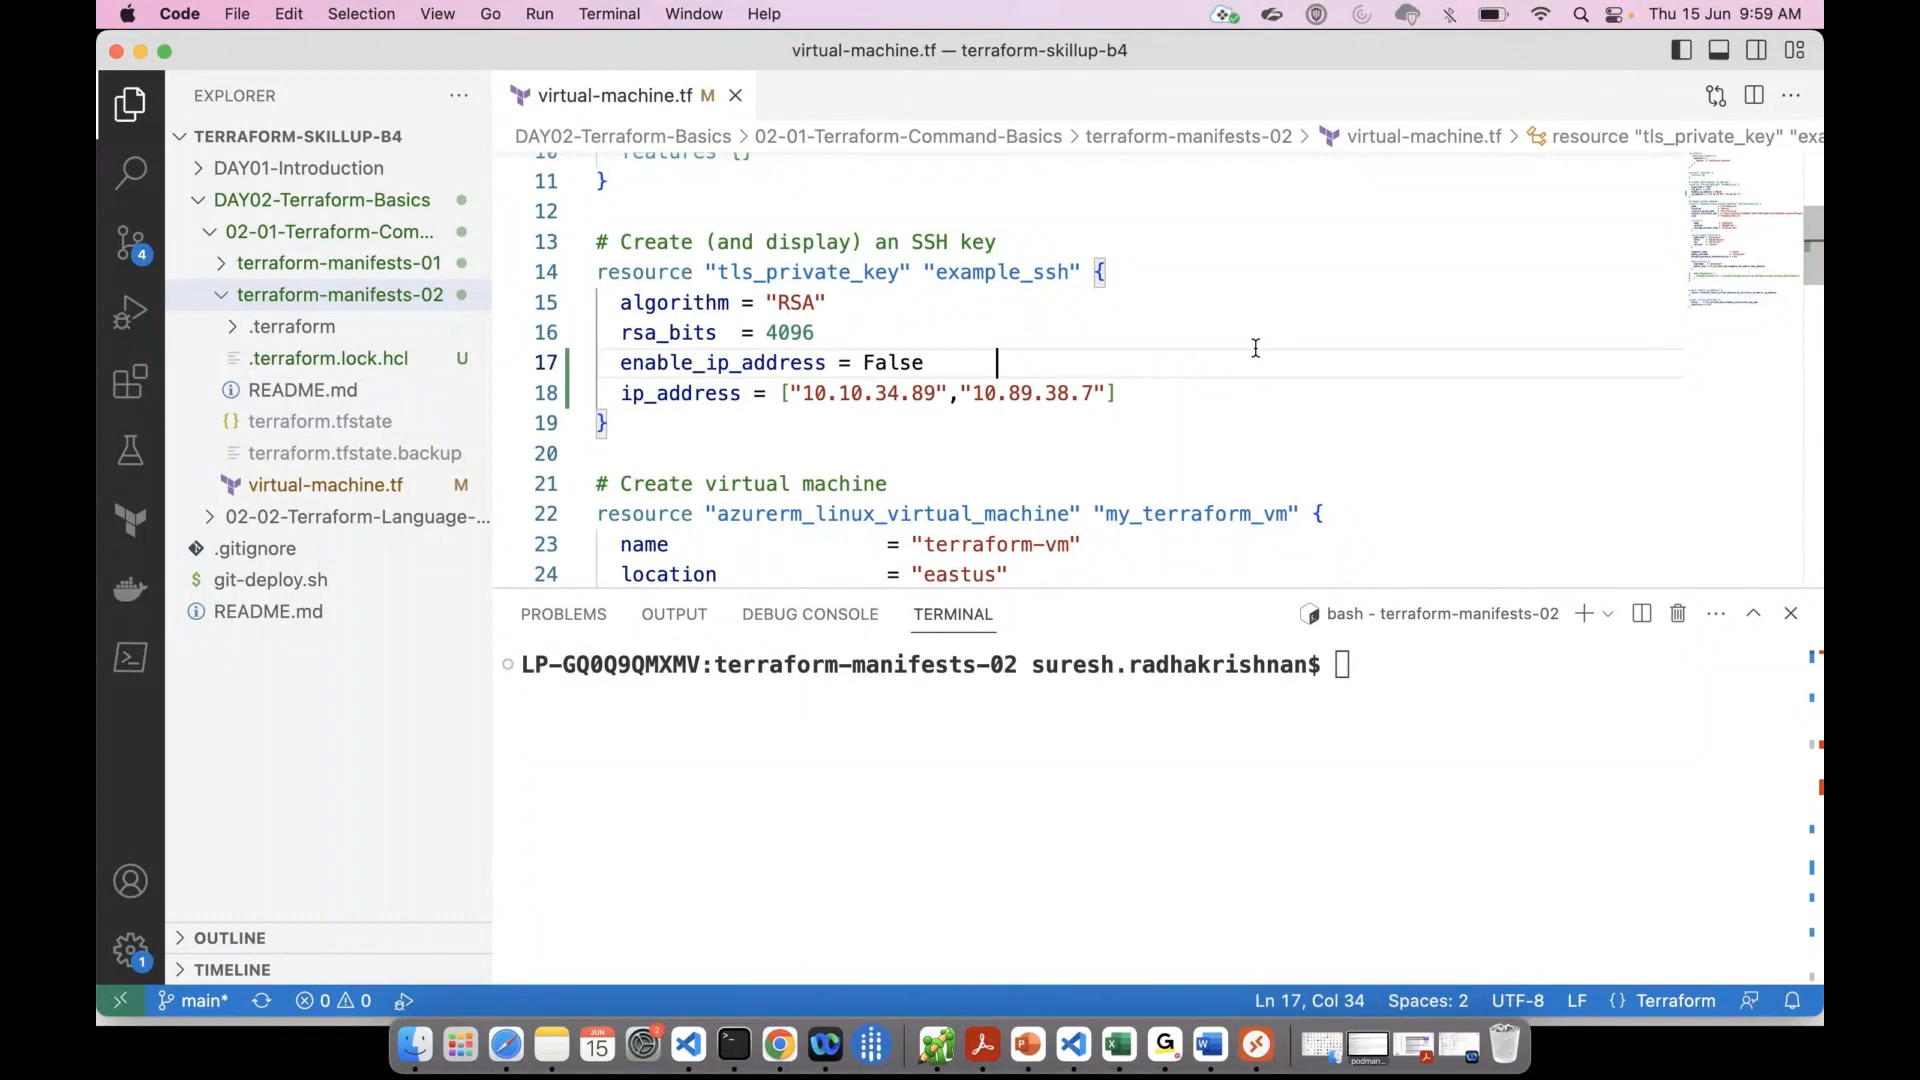 Code File Edit Selection View Go Run Terminal Window Help Thu 15 Jun 9:59 AM
virtual-machine.tf — terraform-skillup-b4
EXPLORER
TERRAFORM-SKILLUP-B4
DAY01-Introduction
DAY02-Terraform-Basics
02-01-Terraform-Com...
terraform-manifests-01
terraform-manifests-02
.terraform
.terraform.lock.hcl U
README.md
terraform.tfstate
terraform.tfstate.backup
virtual-machine.tf M
02-02-Terraform-Language-...
.gitignore
git-deploy.sh
README.md
OUTLINE
TIMELINE
4
1
virtual-machine.tf M
DAY02-Terraform-Basics > 02-01-Terraform-Command-Basics > terraform-manifests-02 > virtual-machine.tf > resource "tls_private_key" "exa
10 features {}
11 }
12
13 # Create (and display) an SSH key
14 resource "tls_private_key" "example_ssh" {
15 algorithm = "RSA"
16 rsa_bits = 4096
17 enable_ip_address = False
18 ip_address = ["10.10.34.89","10.89.38.7"]
19 }
20
21 # Create virtual machine
22 resource "azurerm_linux_virtual_machine" "my_terraform_vm" {
23 name = "terraform-vm"
24 location = "eastus"
PROBLEMS OUTPUT DEBUG CONSOLE TERMINAL bash - terraform-manifests-02
LP-GQ0Q9QMXMV:terraform-manifests-02 suresh.radhakrishnan$
main* 0 0 Ln 17, Col 34 Spaces: 2 UTF-8 LF {} Terraform
JUN
15
2
podman...